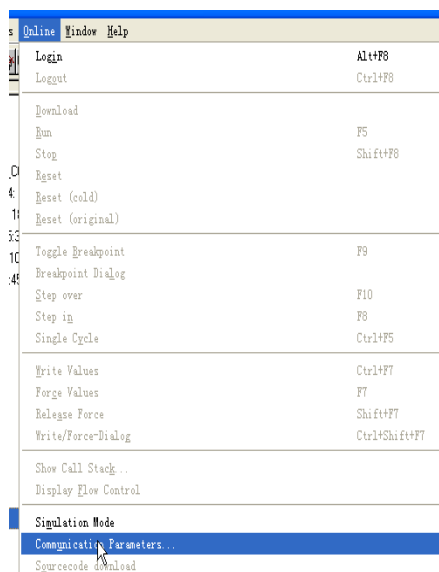 s Online Window Help
Login Alt+F8
Logout Ctrl+F8
Download
Run F5
Stop Shift+F8
Reset
Reset (cold)
Reset (original)
Toggle Breakpoint F9
Breakpoint Dialog
Step over F10
Step in F8
Single Cycle Ctrl+F5
Write Values Ctrl+F7
Force Values F7
Release Force Shift+F7
Write/Force-Dialog Ctrl+Shift+F7
Show Call Stack...
Display Flow Control
Simulation Mode
Communication Parameters...
Sourcecode download